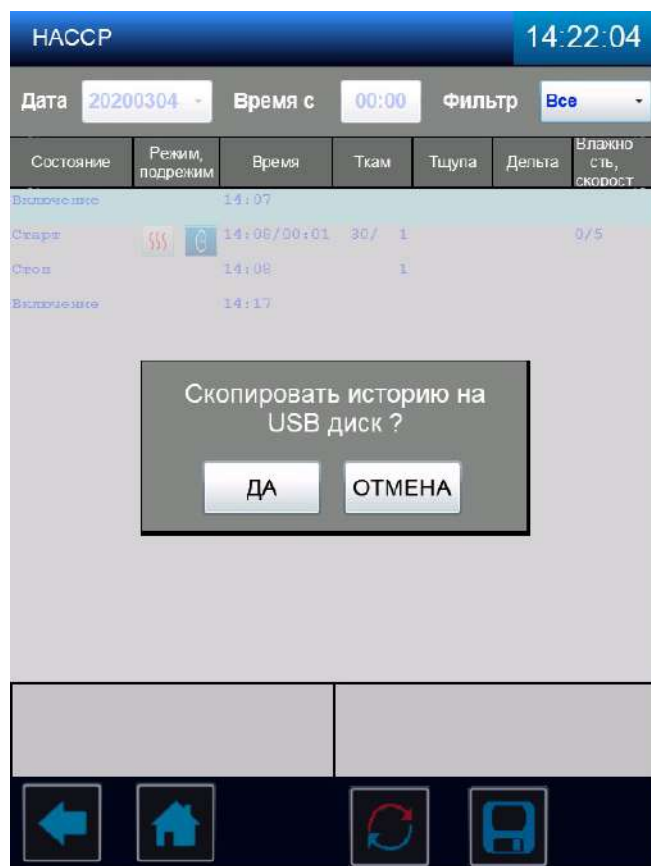 HACCP 14:22:04
Дата 20200304 Время с 00:00 Фильтр Все
Состояние Режим, подрежим Время Ткам Тщупа Дельта Влажно сть, скорост
Включение 14:07
Старт 14:08/00:01 30/ 1 0/5
Стоп 14:08 1
Включение 14:17
Скопировать историю на
USB диск ?
ДА ОТМЕНА